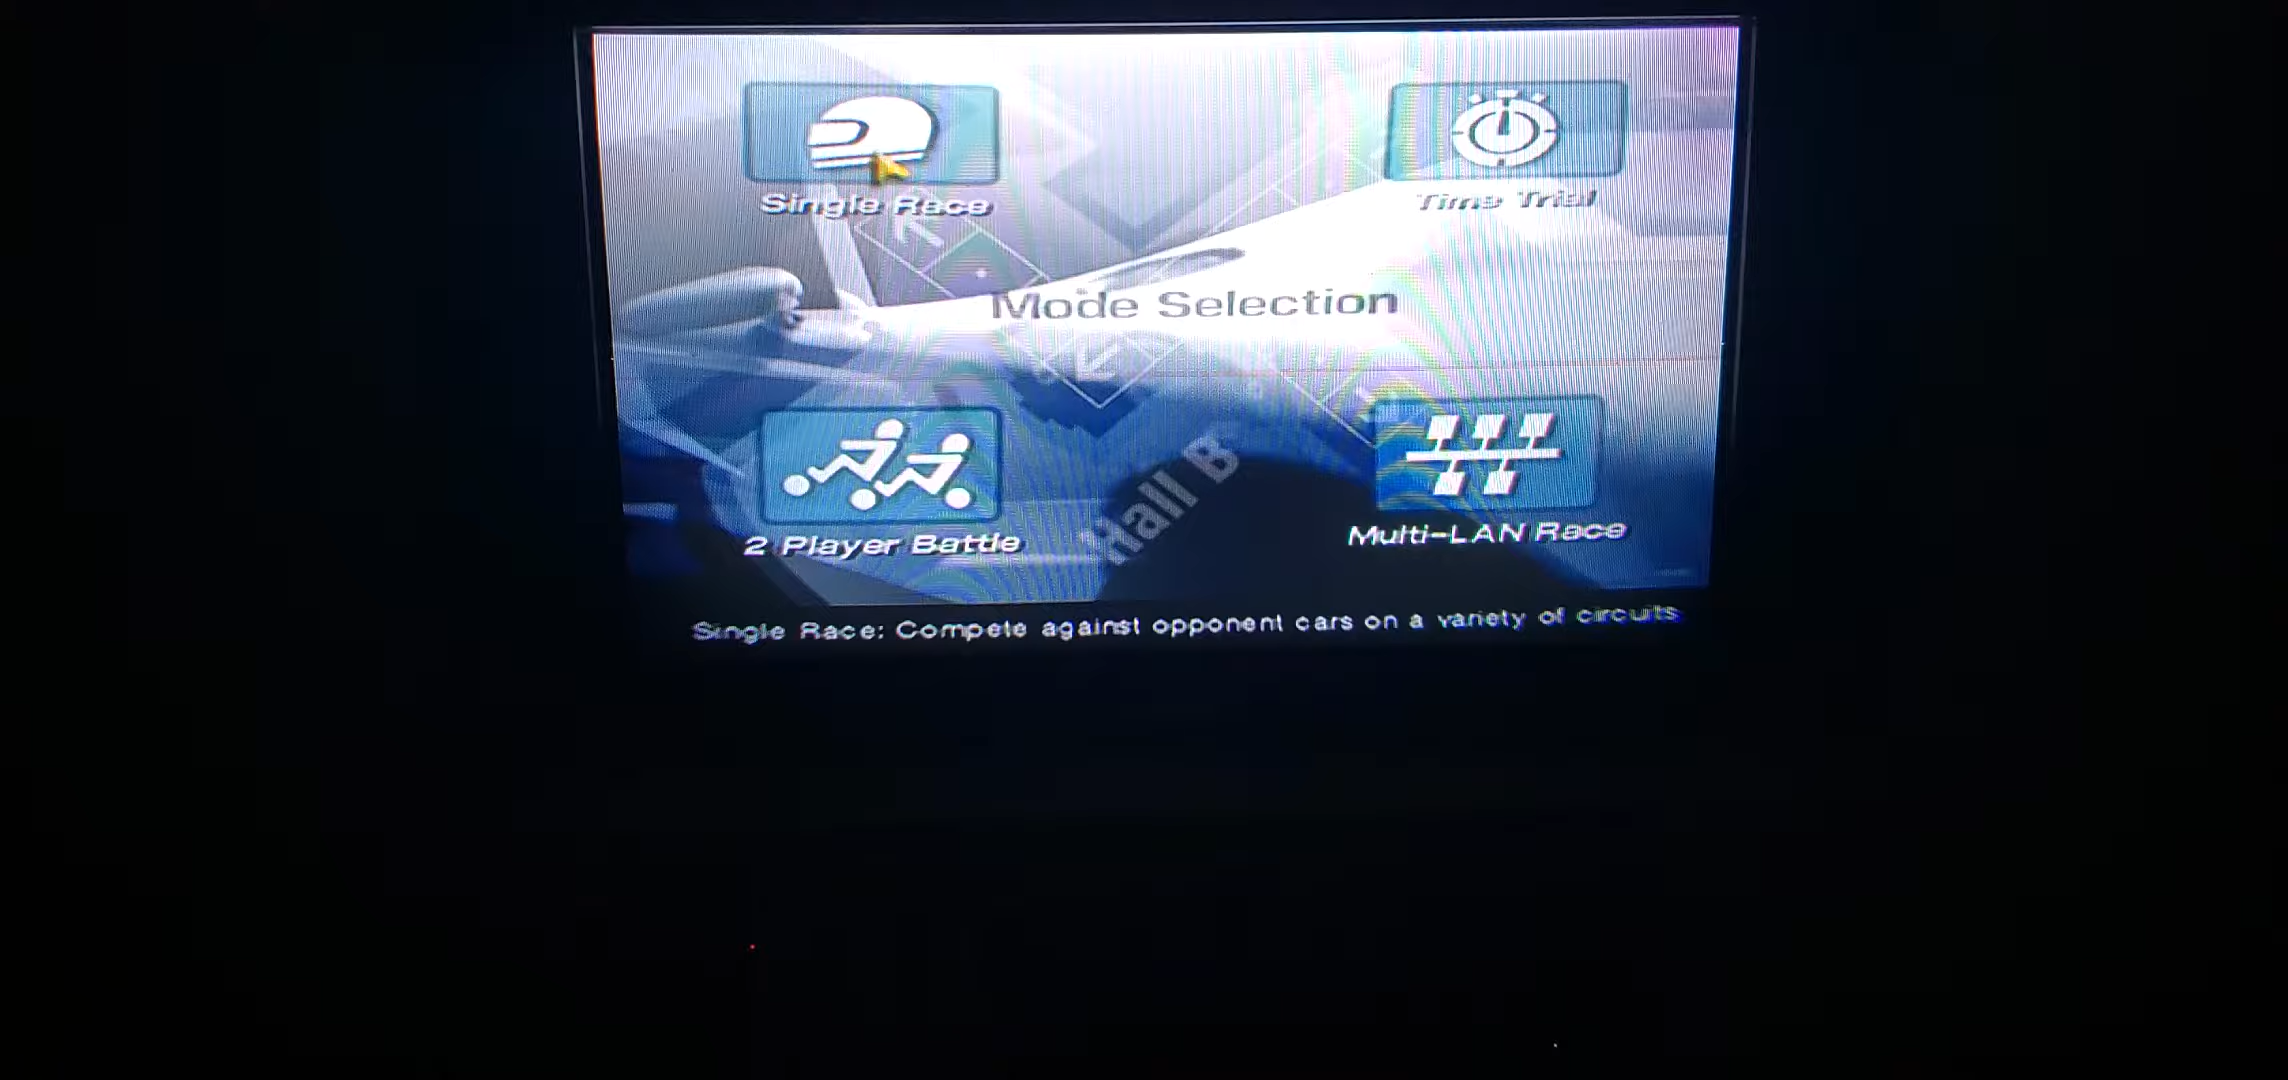 Single Race
Time Trial
Mode Selection
Hall B
2 Player Battle
Multi-LAN Race
Single Race: Compete against opponent cars on a variety of circuits